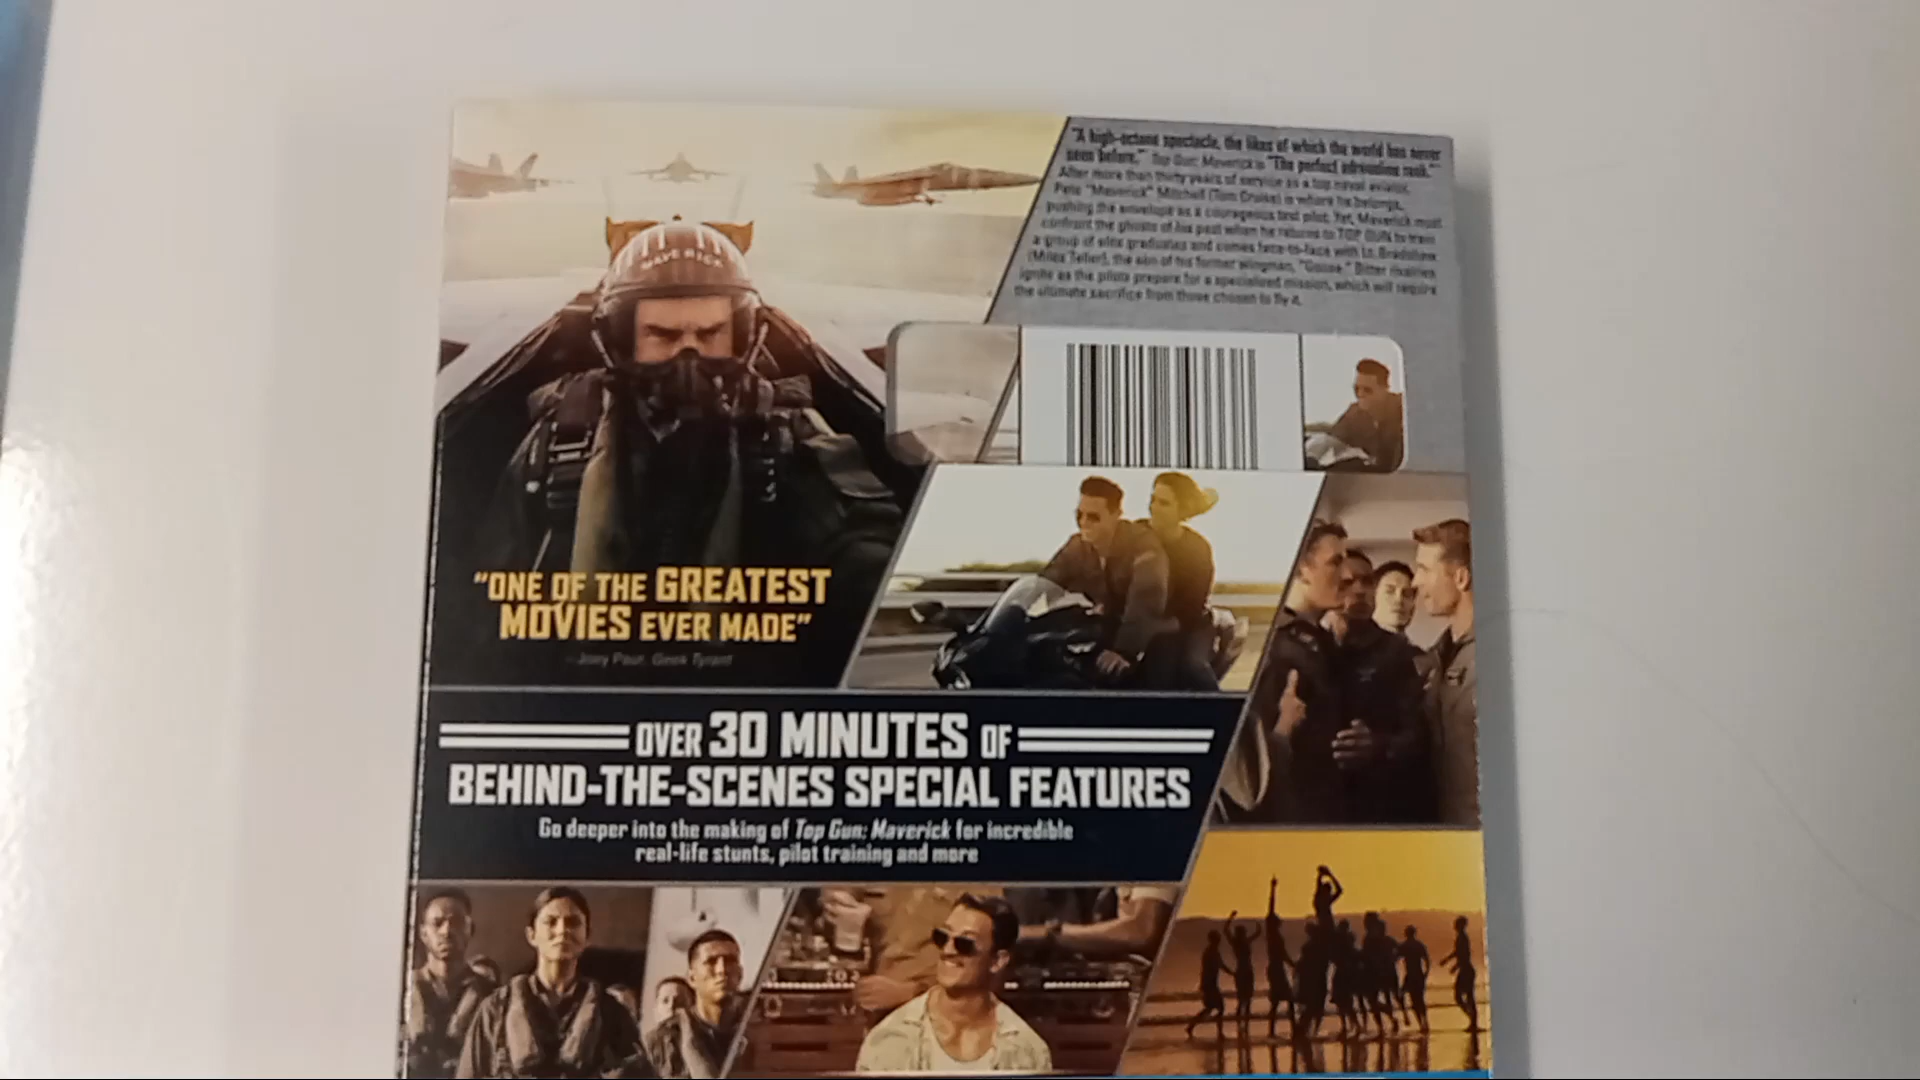 "A high-octane spectacle, the likes of which the world has never
seen before," Top Gun: Maverick is "The perfect adrenaline rush."
After more than thirty years of service as a top naval aviator,
Pete "Maverick" Mitchell (Tom Cruise) is where he belongs,
pushing the envelope as a courageous test pilot. Yet, Maverick must
confront the ghosts of his past when he returns to TOP GUN to train
a group of elite graduates and comes face-to-face with Lt. Bradshaw
(Miles Teller), the son of his former wingman, "Goose." Bitter rivalries
ignite as the pilots prepare for a specialized mission, which will require
the ultimate sacrifice from those chosen to fly it.
MAVERICK
"ONE OF THE GREATEST
MOVIES EVER MADE"
- Joey Paur, Geek Tyrant
OVER 30 MINUTES OF
BEHIND-THE-SCENES SPECIAL FEATURES
Go deeper into the making of Top Gun: Maverick for incredible
real-life stunts, pilot training and more